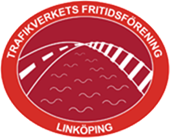 TRAFIKVERKETS FRITIDSFÖRENING
LINKÖPING